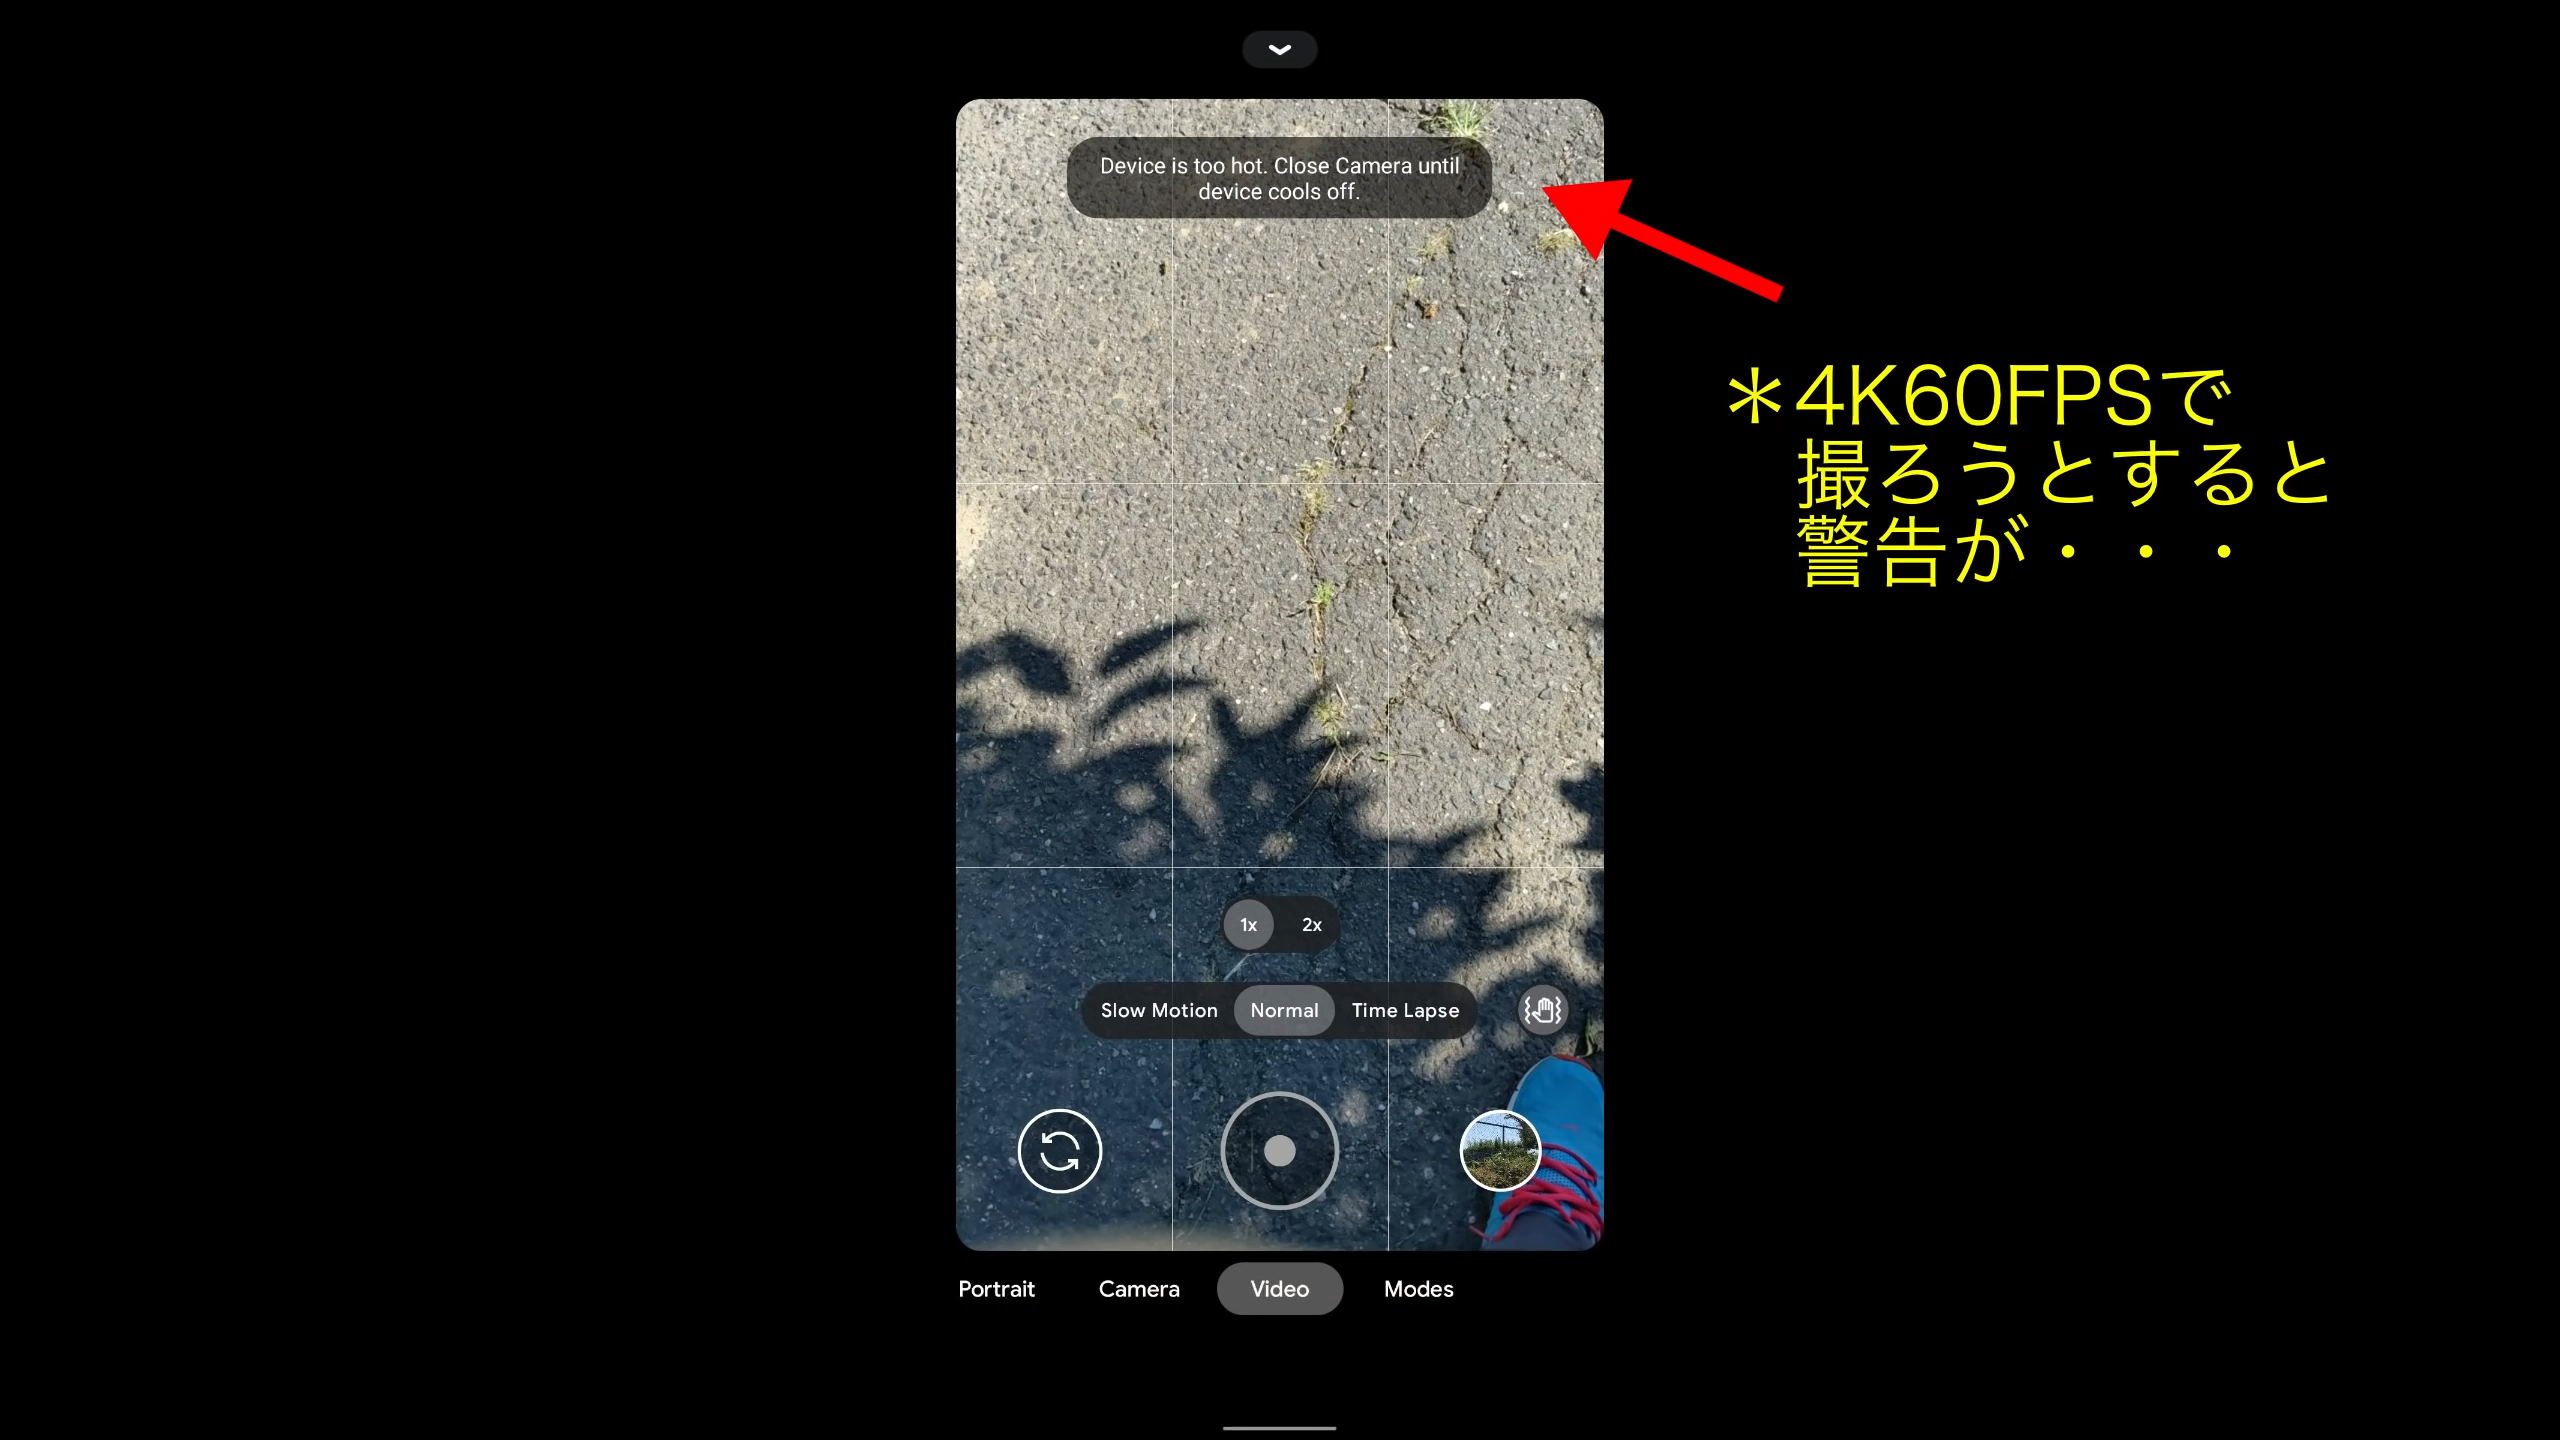 Device is too hot. Close Camera until
device cools off.
＊4K60FPSで
撮ろうとすると
警告が・・・
1x 2x
Slow Motion Normal Time Lapse
Portrait Camera Video Modes